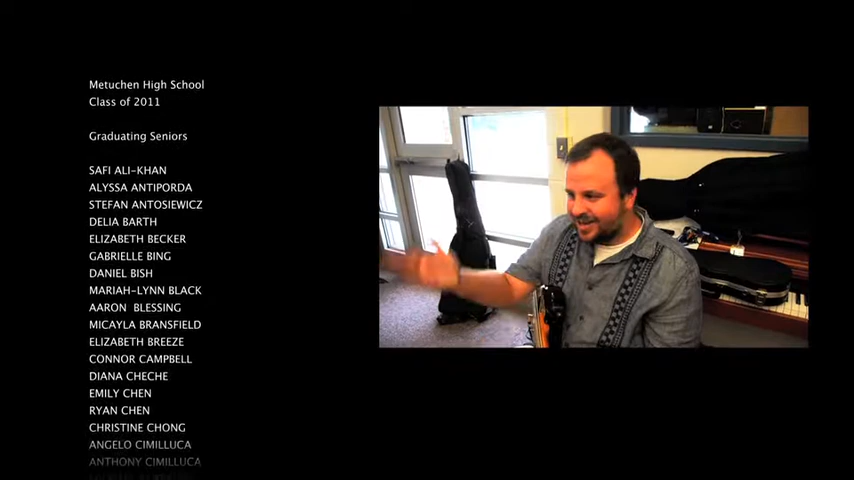 Metuchen High School
Class of 2011
Graduating Seniors
SAFI ALI-KHAN
ALYSSA ANTIPORDA
STEFAN ANTOSIEWICZ
DELIA BARTH
ELIZABETH BECKER
GABRIELLE BING
DANIEL BISH
MARIAH-LYNN BLACK
AARON BLESSING
MICAYLA BRANSFIELD
ELIZABETH BREEZE
CONNOR CAMPBELL
DIANA CHECHE
EMILY CHEN
RYAN CHEN
CHRISTINE CHONG
ANGELO CIMILLUCA
ANTHONY CIMILLUCA